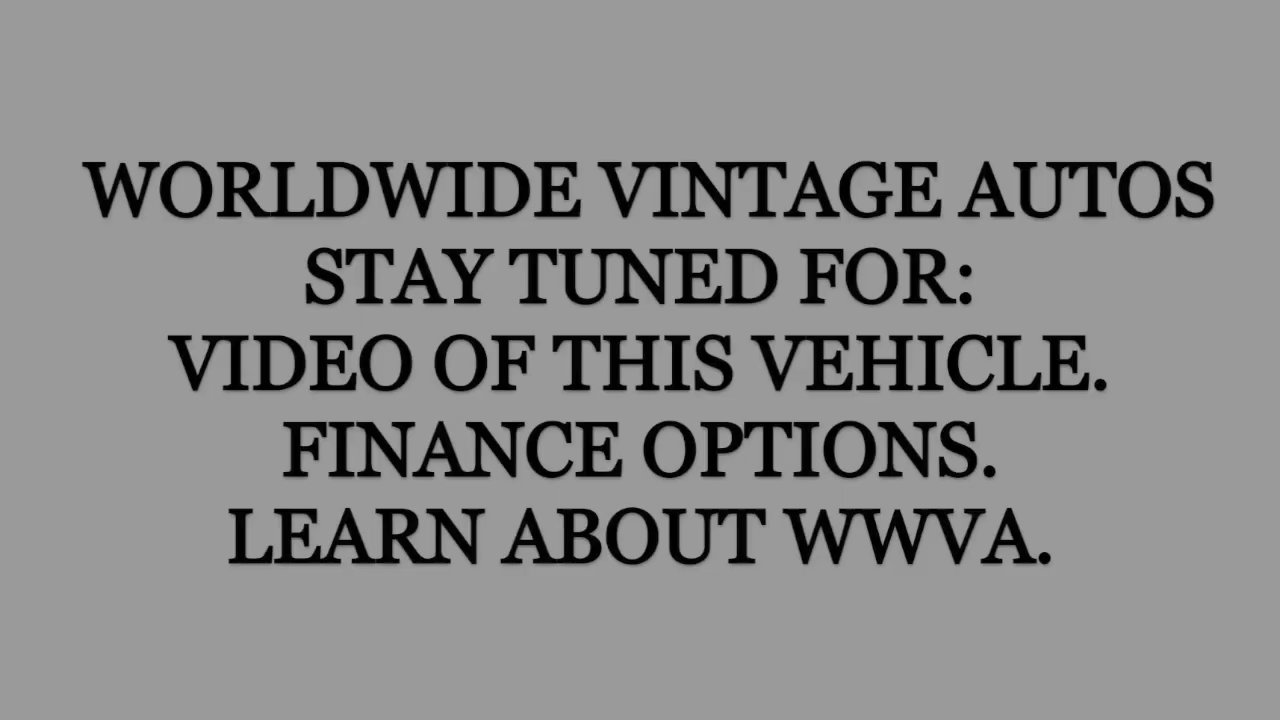 WORLDWIDE VINTAGE AUTOS
STAY TUNED FOR:
VIDEO OF THIS VEHICLE.
FINANCE OPTIONS.
LEARN ABOUT WWVA.